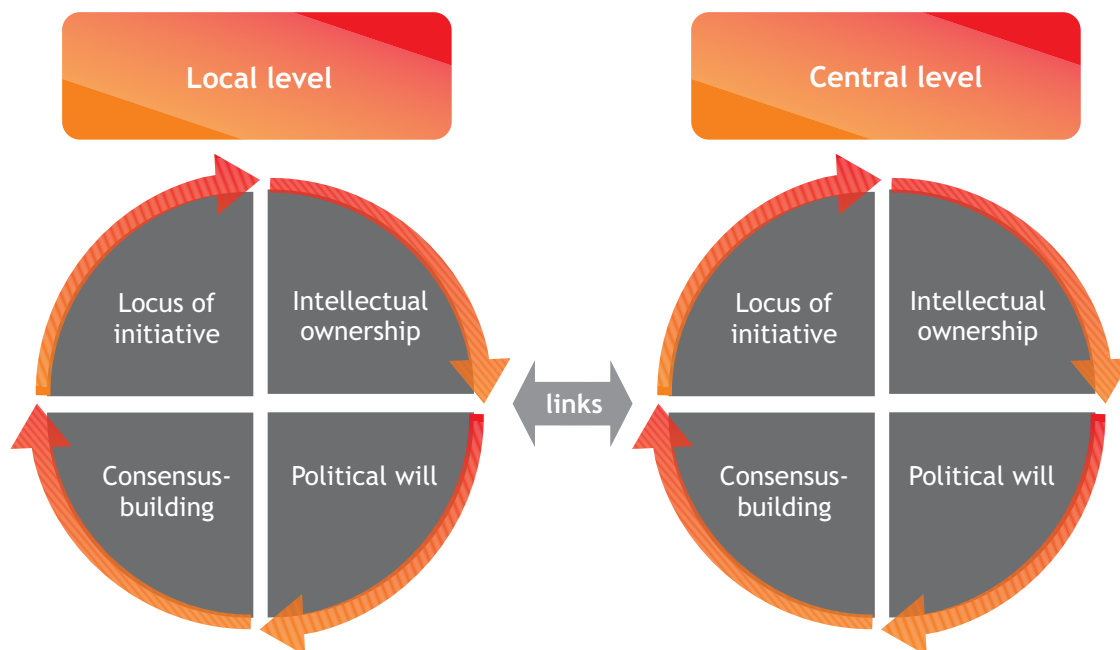 Local level
Locus of
initiative
Intellectual
ownership
Consensus-
building
Political will
links
Central level
Locus of
initiative
Intellectual
ownership
Consensus-
building
Political will